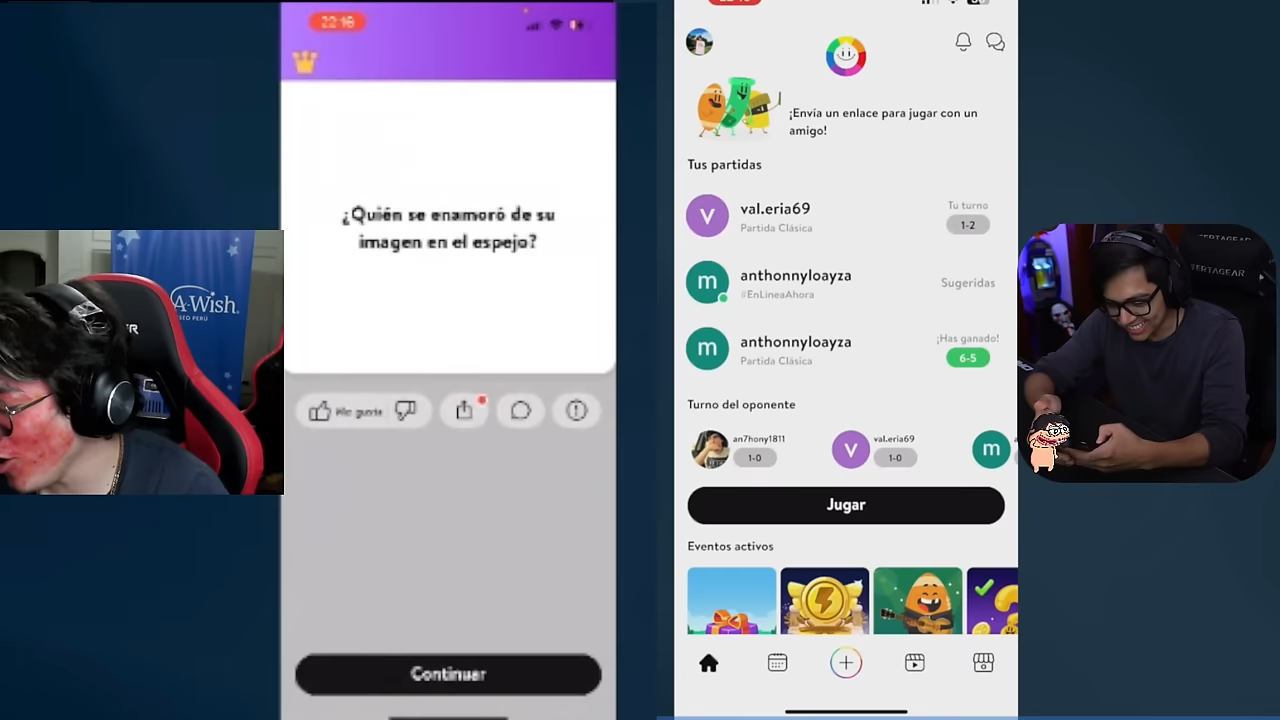 22:16
¿Quién se enamoró de su
imagen en el espejo?
Me gusta
Continuar
¡Envía un enlace para jugar con un
amigo!
Tus partidas
V
val.eria69
Partida Clásica
Tu turno
1-2
m
anthonnyloayza
#EnLineaAhora
Sugeridas
m
anthonnyloayza
Partida Clásica
¡Has ganado!
6-5
Turno del oponente
an7hony1811
1-0
V
val.eria69
1-0
m
Jugar
Eventos activos
A-Wish®
PERÚ
SERTAGEAR